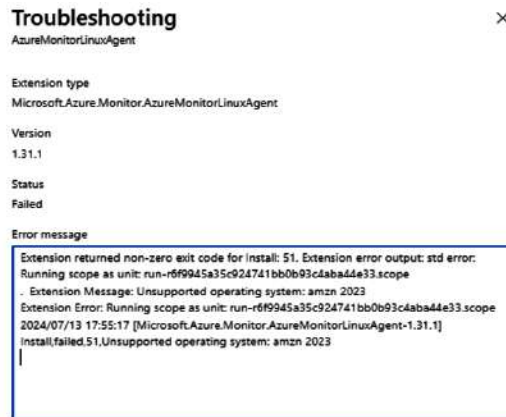 Troubleshooting
AzureMonitorLinuxAgent
Extension type
Microsoft.Azure.Monitor.AzureMonitorLinuxAgent
Version
1.31.1
Status
Failed
Error message
Extension returned non-zero exit code for Install: 51. Extension error output: std error:
Running scope as unit: run-r6f9945a35c924741bb0b93c4aba44e33.scope
. Extension Message: Unsupported operating system: amzn 2023
Extension Error: Running scope as unit: run-r6f9945a35c924741bb0b93c4aba44e33.scope
2024/07/13 17:55:17 [Microsoft.Azure.Monitor.AzureMonitorLinuxAgent-1.31.1]
Install,failed,51,Unsupported operating system: amzn 2023